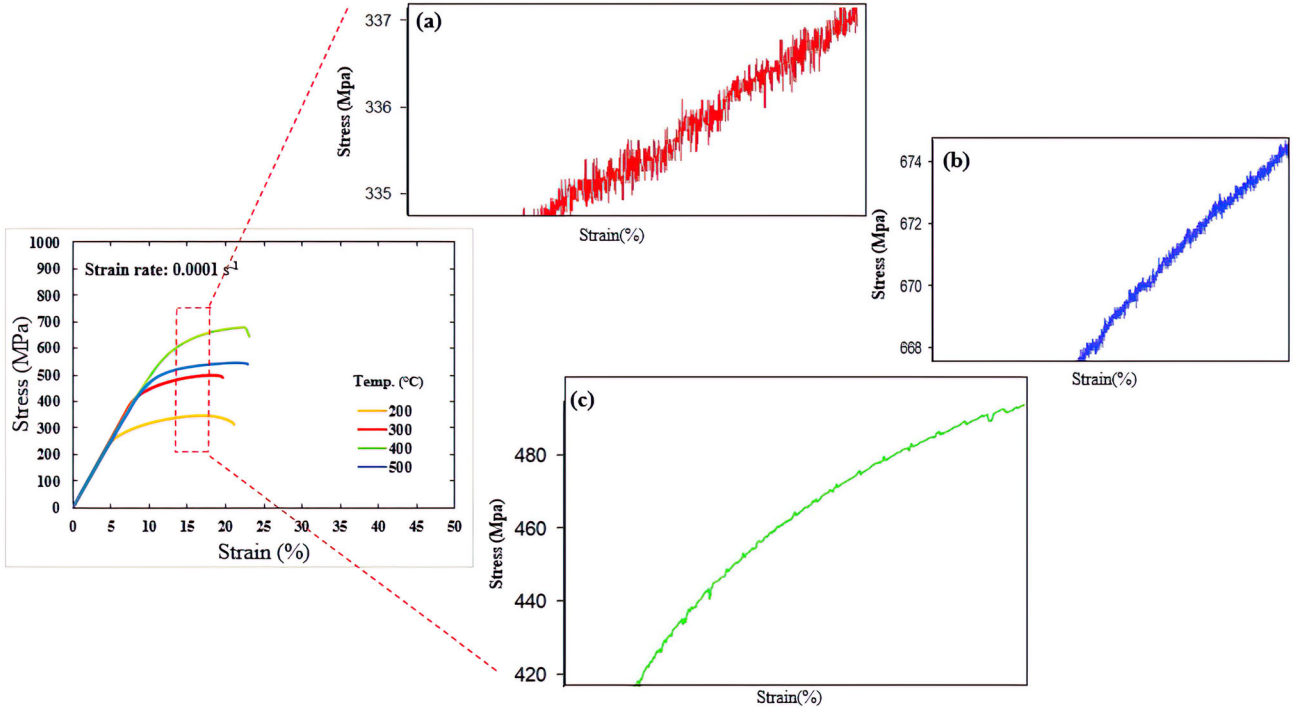 (a)
337
336
335
Stress (Mpa)
Strain(%)
(b)
674
672
670
668
Stress (Mpa)
Strain(%)
1000
900
800
700
600
500
400
300
200
100
0
Stress (MPa)
Strain rate: 0.0001 s⁻¹
Temp. (°C)
200
300
400
500
0 5 10 15 20 25 30 35 40 45 50
Strain (%)
(c)
480
460
440
420
Stress (Mpa)
Strain(%)